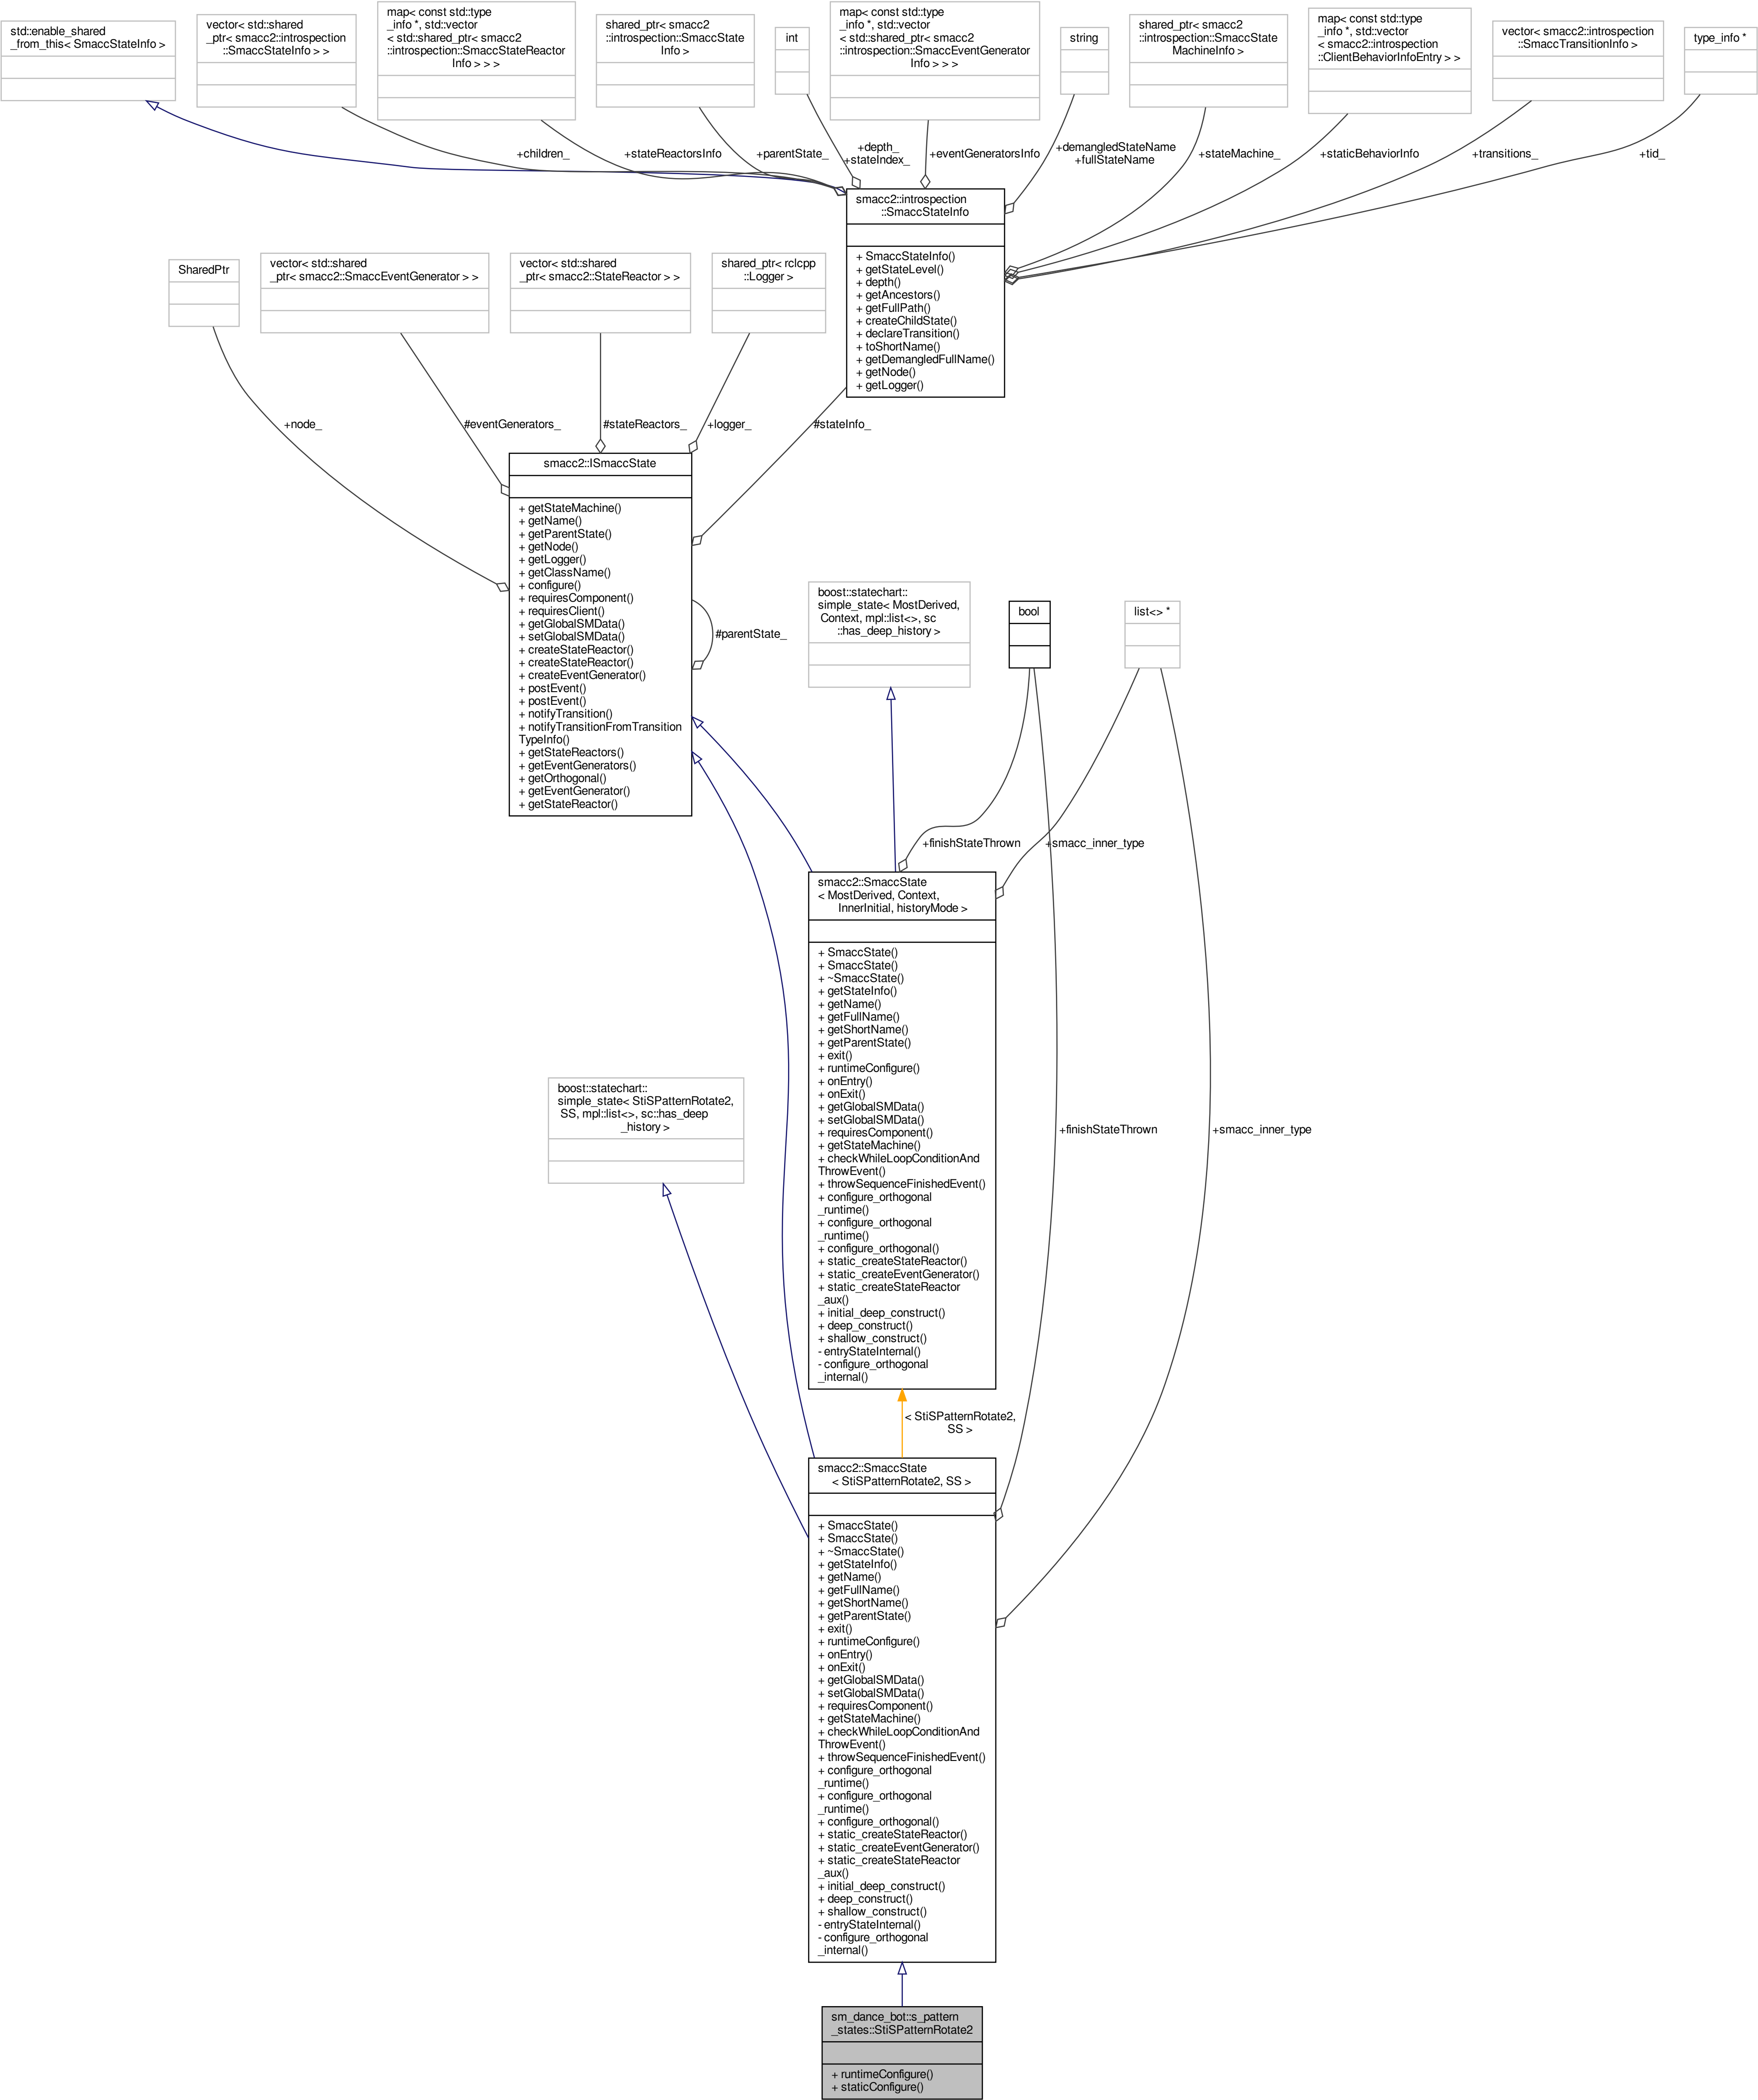 std::enable_shared
_from_this< SmaccStateInfo >
vector< std::shared
_ptr< smacc2::introspection
::SmaccStateInfo > >
map< const std::type
_info *, std::vector
< std::shared_ptr< smacc2
::introspection::SmaccStateReactor
Info > > >
shared_ptr< smacc2
::introspection::SmaccState
Info >
int
map< const std::type
_info *, std::vector
< std::shared_ptr< smacc2
::introspection::SmaccEventGenerator
Info > > >
string
shared_ptr< smacc2
::introspection::SmaccState
MachineInfo >
map< const std::type
_info *, std::vector
< smacc2::introspection
::ClientBehaviorInfoEntry > >
vector< smacc2::introspection
::SmaccTransitionInfo >
type_info *
+children_
+stateReactorsInfo
+parentState_
+depth_
+stateIndex_
+eventGeneratorsInfo
+demangledStateName
+fullStateName
+stateMachine_
+staticBehaviorInfo
+transitions_
+tid_
smacc2::introspection
::SmaccStateInfo
+ SmaccStateInfo()
+ getStateLevel()
+ depth()
+ getAncestors()
+ getFullPath()
+ createChildState()
+ declareTransition()
+ toShortName()
+ getDemangledFullName()
+ getNode()
+ getLogger()
SharedPtr
vector< std::shared
_ptr< smacc2::SmaccEventGenerator > >
vector< std::shared
_ptr< smacc2::StateReactor > >
shared_ptr< rclcpp
::Logger >
+node_
#eventGenerators_
#stateReactors_
+logger_
#stateInfo_
smacc2::ISmaccState
+ getStateMachine()
+ getName()
+ getParentState()
+ getNode()
+ getLogger()
+ getClassName()
+ configure()
+ requiresComponent()
+ requiresClient()
+ getGlobalSMData()
+ setGlobalSMData()
+ createStateReactor()
+ createStateReactor()
+ createEventGenerator()
+ postEvent()
+ postEvent()
+ notifyTransition()
+ notifyTransitionFromTransition
TypeInfo()
+ getStateReactors()
+ getEventGenerators()
+ getOrthogonal()
+ getEventGenerator()
+ getStateReactor()
#parentState_
boost::statechart::
simple_state< MostDerived,
Context, mpl::list<>, sc
::has_deep_history >
bool
list<> *
+finishStateThrown
+smacc_inner_type
smacc2::SmaccState
< MostDerived, Context,
InnerInitial, historyMode >
+ SmaccState()
+ SmaccState()
+ ~SmaccState()
+ getStateInfo()
+ getName()
+ getFullName()
+ getShortName()
+ getParentState()
+ exit()
+ runtimeConfigure()
+ onEntry()
+ onExit()
+ getGlobalSMData()
+ setGlobalSMData()
+ requiresComponent()
+ getStateMachine()
+ checkWhileLoopConditionAnd
ThrowEvent()
+ throwSequenceFinishedEvent()
+ configure_orthogonal
_runtime()
+ configure_orthogonal
_runtime()
+ configure_orthogonal()
+ static_createStateReactor()
+ static_createEventGenerator()
+ static_createStateReactor
_aux()
+ initial_deep_construct()
+ deep_construct()
+ shallow_construct()
- entryStateInternal()
- configure_orthogonal
_internal()
boost::statechart::
simple_state< StiSPatternRotate2,
SS, mpl::list<>, sc::has_deep
_history >
+finishStateThrown
+smacc_inner_type
< StiSPatternRotate2,
SS >
smacc2::SmaccState
< StiSPatternRotate2, SS >
+ SmaccState()
+ SmaccState()
+ ~SmaccState()
+ getStateInfo()
+ getName()
+ getFullName()
+ getShortName()
+ getParentState()
+ exit()
+ runtimeConfigure()
+ onEntry()
+ onExit()
+ getGlobalSMData()
+ setGlobalSMData()
+ requiresComponent()
+ getStateMachine()
+ checkWhileLoopConditionAnd
ThrowEvent()
+ throwSequenceFinishedEvent()
+ configure_orthogonal
_runtime()
+ configure_orthogonal
_runtime()
+ configure_orthogonal()
+ static_createStateReactor()
+ static_createEventGenerator()
+ static_createStateReactor
_aux()
+ initial_deep_construct()
+ deep_construct()
+ shallow_construct()
- entryStateInternal()
- configure_orthogonal
_internal()
sm_dance_bot::s_pattern
_states::StiSPatternRotate2
+ runtimeConfigure()
+ staticConfigure()